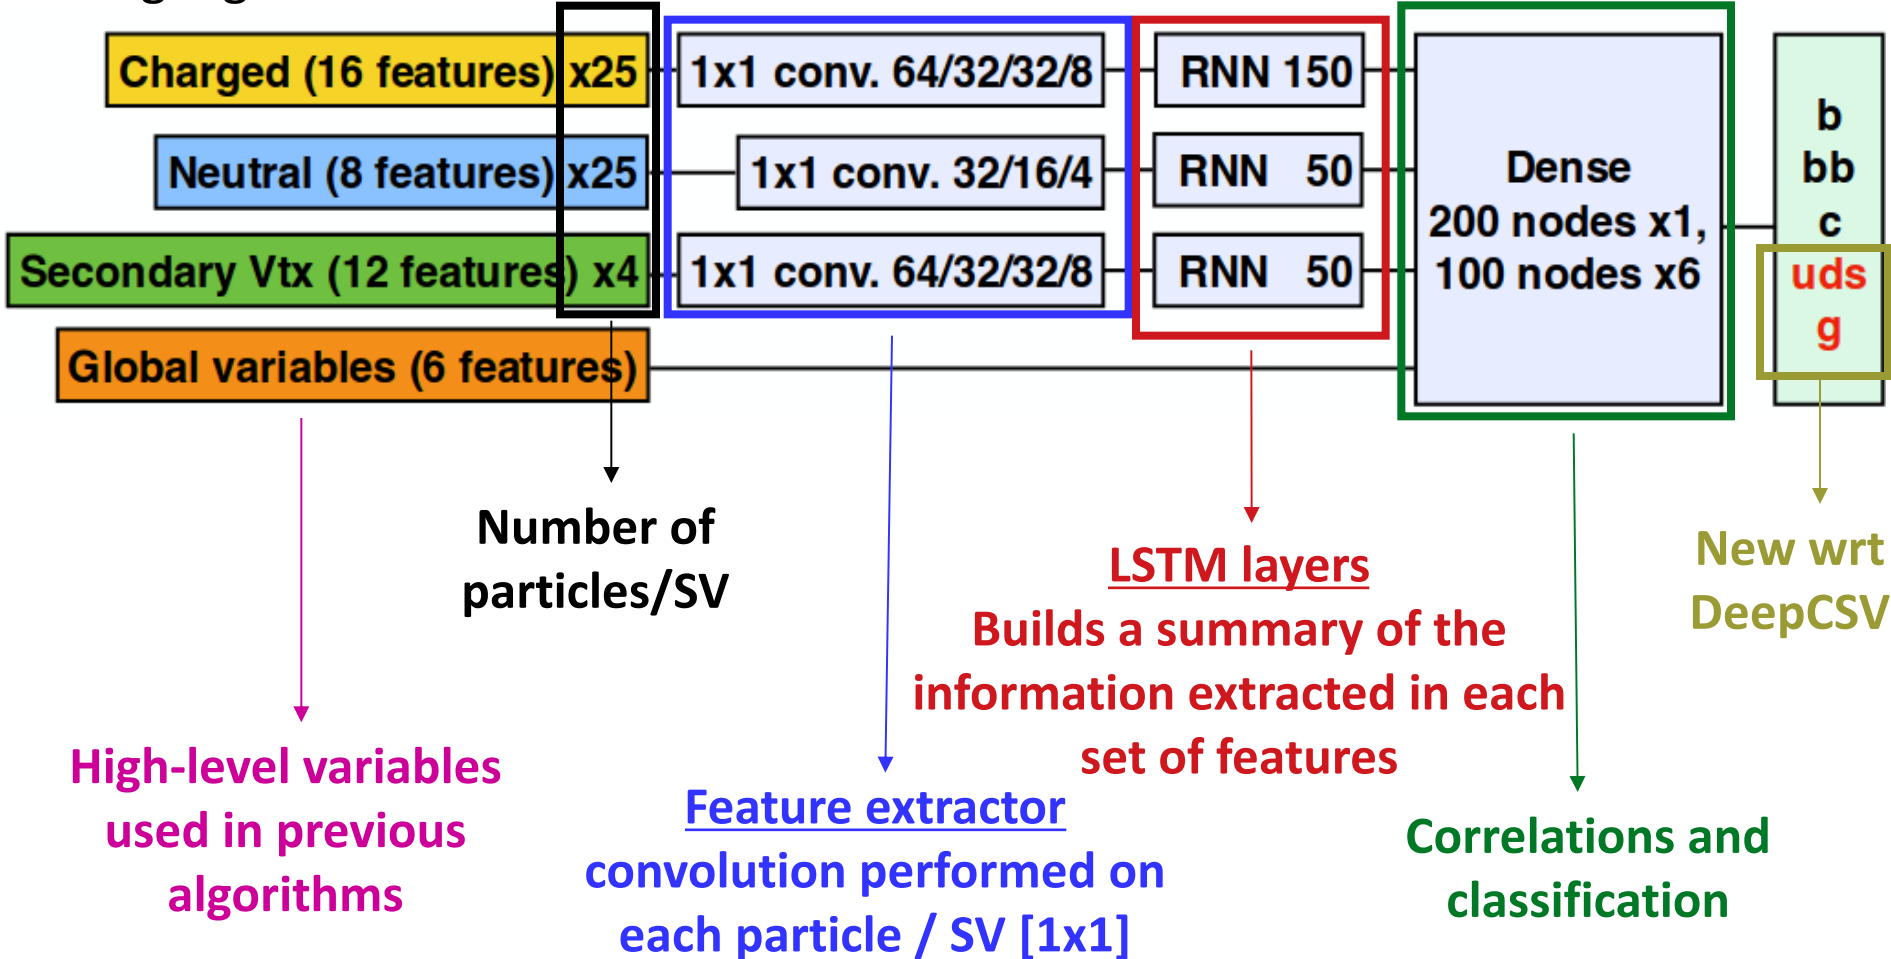 Charged (16 features) x25
1x1 conv. 64/32/32/8
RNN 150
Neutral (8 features) x25
1x1 conv. 32/16/4
RNN 50
Secondary Vtx (12 features) x4
1x1 conv. 64/32/32/8
RNN 50
Global variables (6 features)
Dense
200 nodes x1,
100 nodes x6
b
bb
c
uds
g
Number of
particles/SV
LSTM layers
Builds a summary of the
information extracted in each
set of features
New wrt
DeepCSV
High-level variables
used in previous
algorithms
Feature extractor
convolution performed on
each particle / SV [1x1]
Correlations and
classification